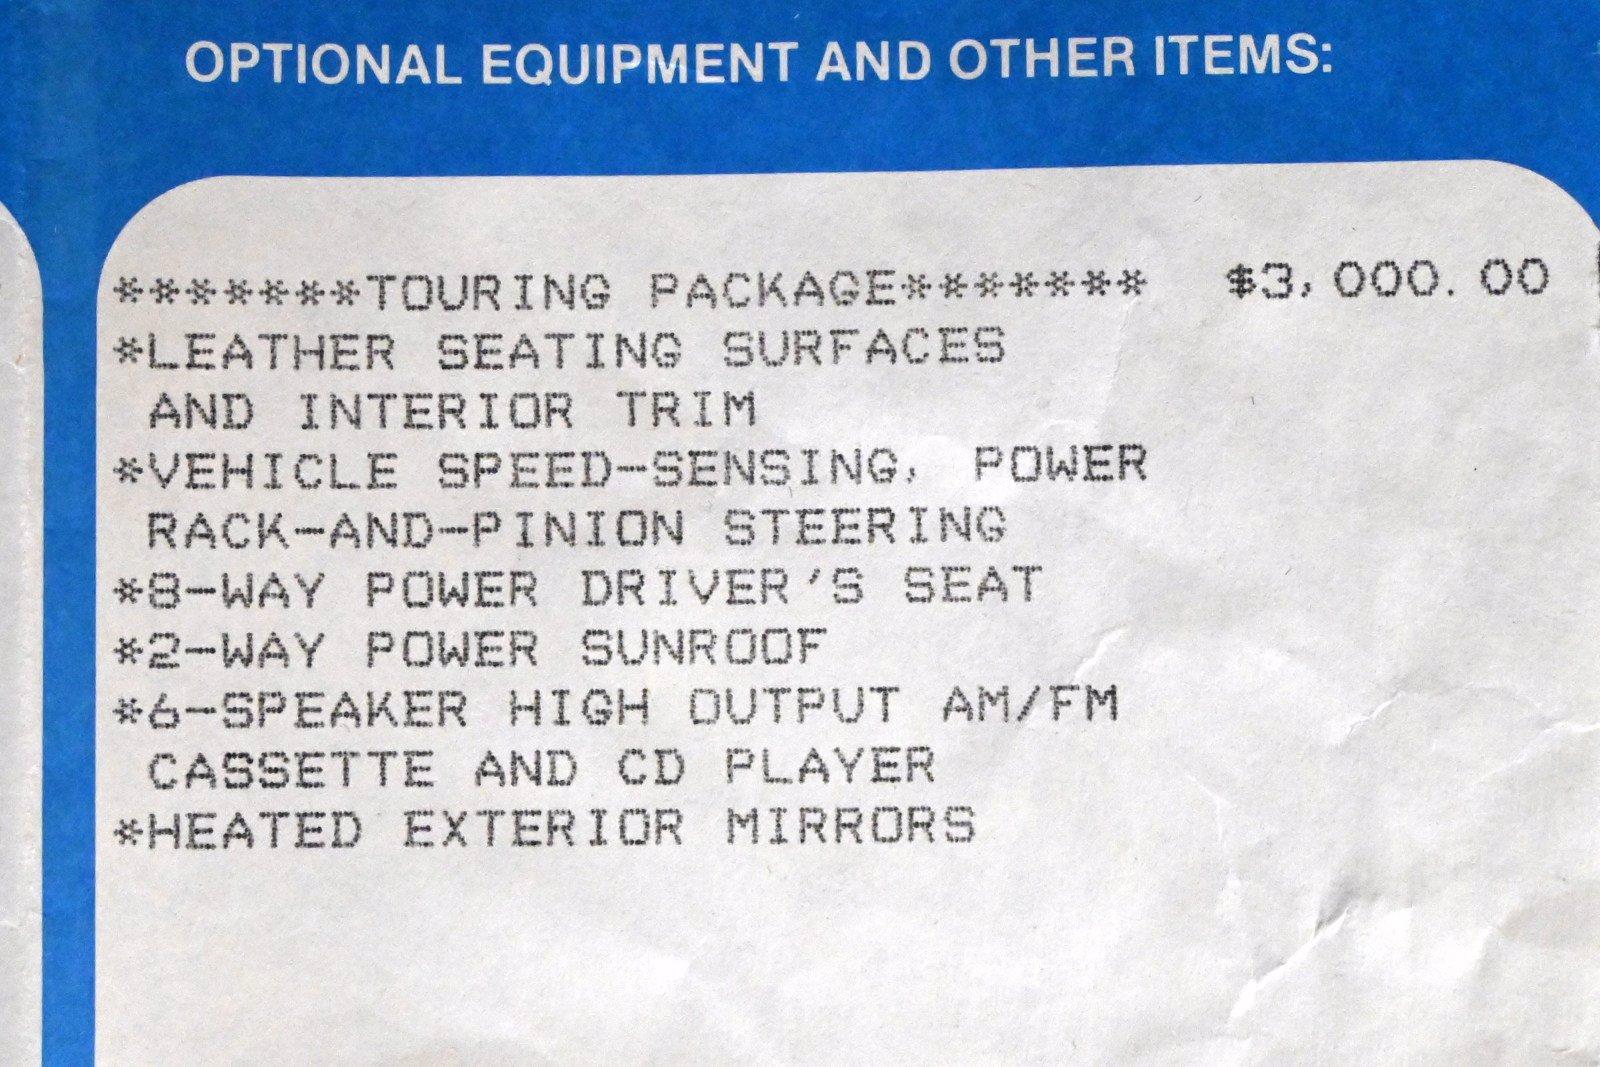 OPTIONAL EQUIPMENT AND OTHER ITEMS:
*******TOURING PACKAGE******* $3,000.00
*LEATHER SEATING SURFACES
AND INTERIOR TRIM
*VEHICLE SPEED-SENSING, POWER
RACK-AND-PINION STEERING
*8-WAY POWER DRIVER'S SEAT
*2-WAY POWER SUNROOF
*6-SPEAKER HIGH OUTPUT AM/FM
CASSETTE AND CD PLAYER
*HEATED EXTERIOR MIRRORS